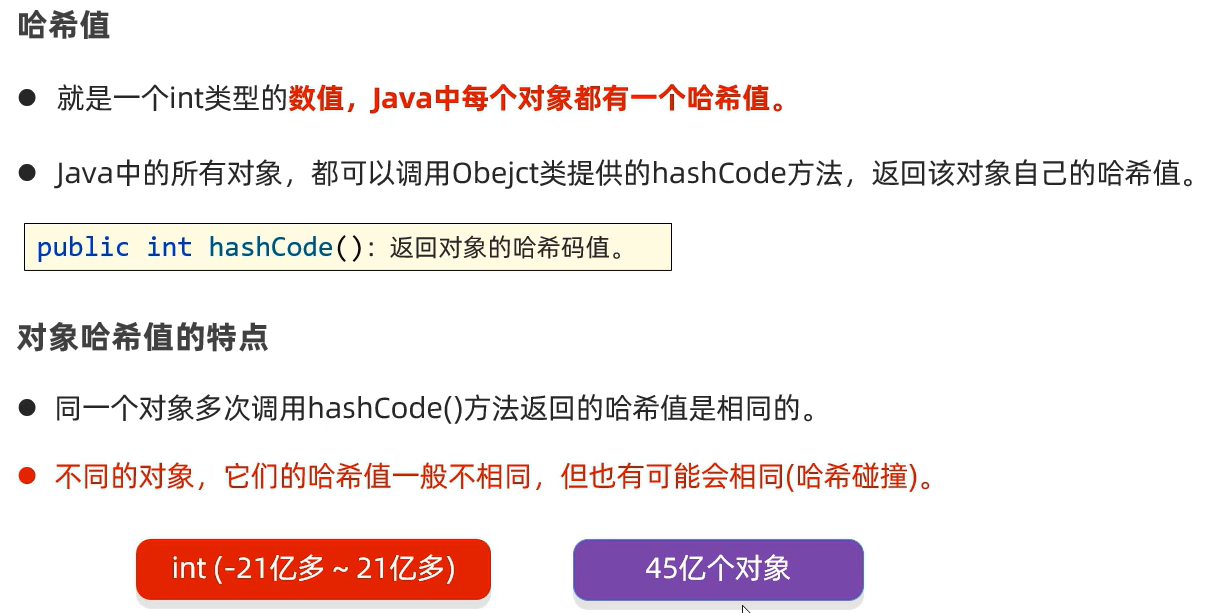 哈希值
● 就是一个int类型的数值，Java中每个对象都有一个哈希值。
● Java中的所有对象，都可以调用Obejct类提供的hashCode方法，返回该对象自己的哈希值。
public int hashCode()：返回对象的哈希码值。
对象哈希值的特点
● 同一个对象多次调用hashCode()方法返回的哈希值是相同的。
● 不同的对象，它们的哈希值一般不相同，但也有可能会相同(哈希碰撞)。
int (-21亿多 ~ 21亿多)
45亿个对象